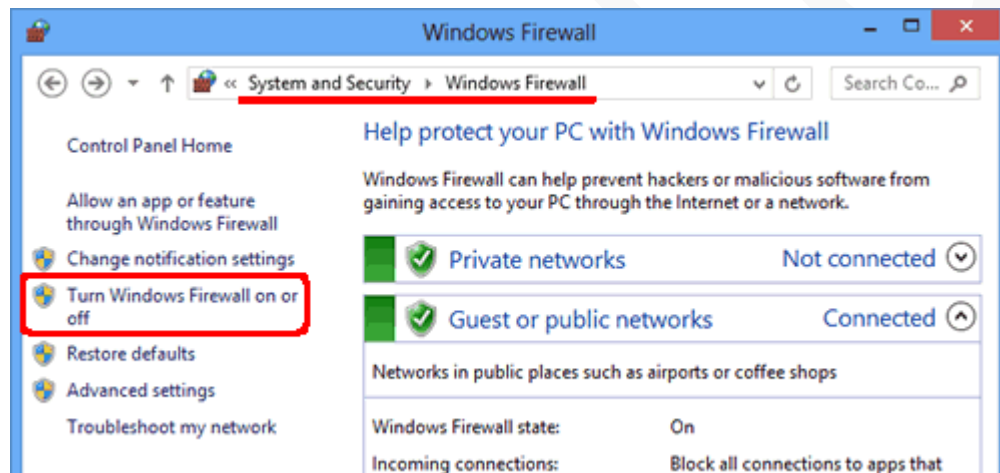 Windows Firewall
« System and Security ▸ Windows Firewall
Search Co...
Control Panel Home
Allow an app or feature
through Windows Firewall
Change notification settings
Turn Windows Firewall on or
off
Restore defaults
Advanced settings
Troubleshoot my network
Help protect your PC with Windows Firewall
Windows Firewall can help prevent hackers or malicious software from
gaining access to your PC through the Internet or a network.
Private networks Not connected
Guest or public networks Connected
Networks in public places such as airports or coffee shops
Windows Firewall state: On
Incoming connections: Block all connections to apps that